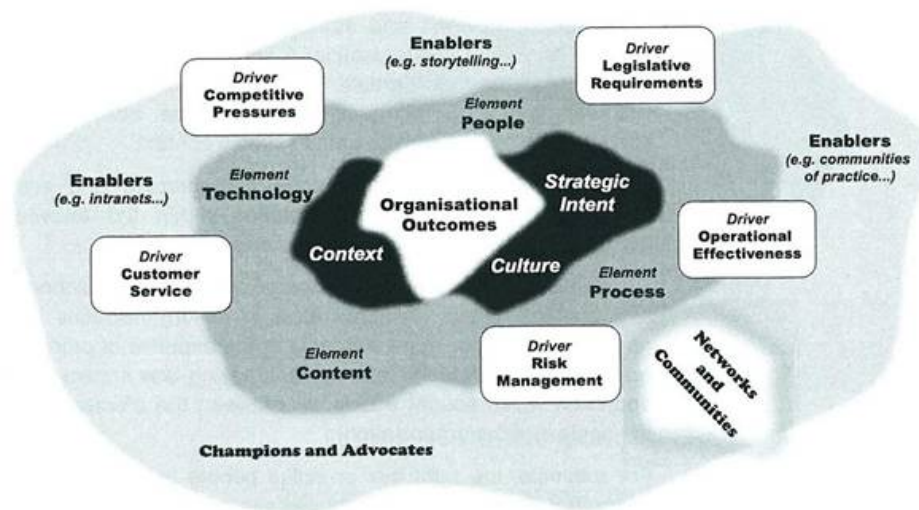 Enablers
(e.g. storytelling...)
Driver
Legislative
Requirements
Driver
Competitive
Pressures
Element
People
Enablers
(e.g. communities
of practice...)
Enablers
(e.g. intranets...)
Element
Technology
Strategic
Intent
Organisational
Outcomes
Driver
Operational
Effectiveness
Context
Culture
Driver
Customer
Service
Element
Process
Element
Content
Driver
Risk
Management
Networks
and
Communities
Champions and Advocates